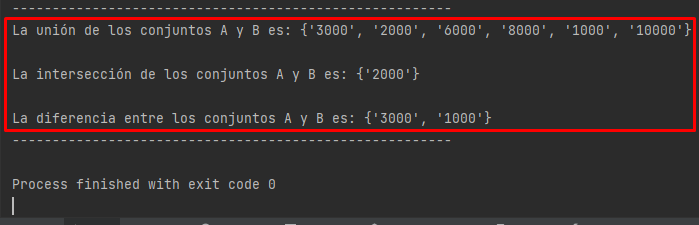 ----------------------------------------------------
La unión de los conjuntos A y B es: {'3000', '2000', '6000', '8000', '1000', '10000'}
La intersección de los conjuntos A y B es: {'2000'}
La diferencia entre los conjuntos A y B es: {'3000', '1000'}
----------------------------------------------------
Process finished with exit code 0